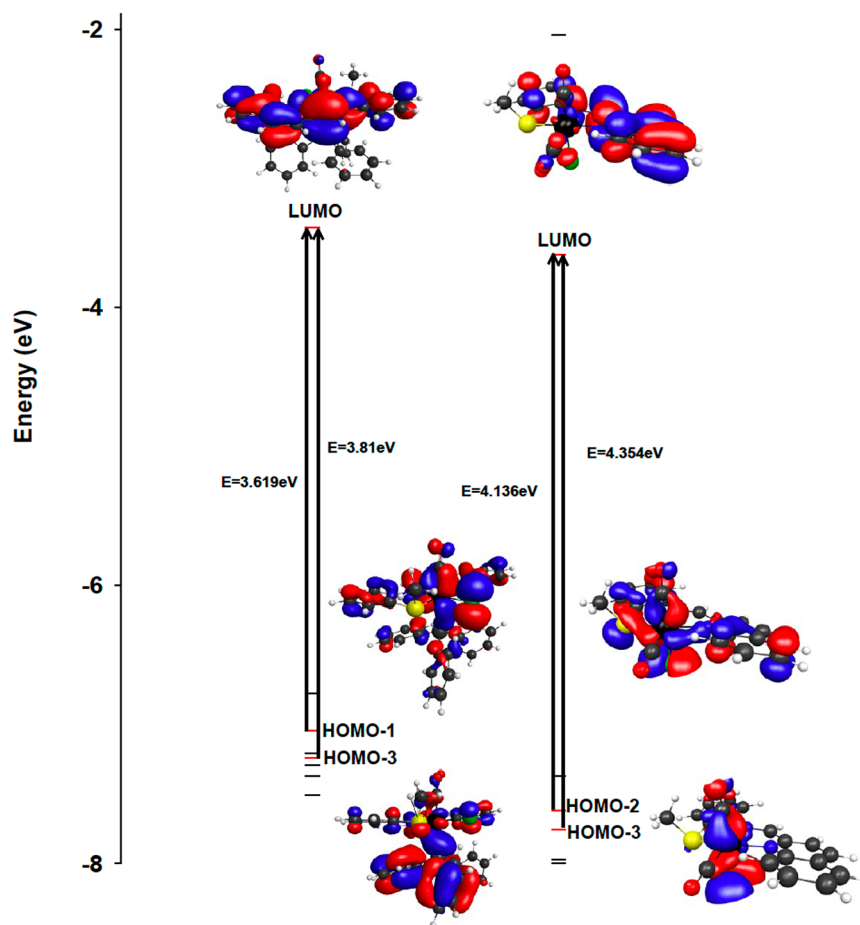 -2
LUMO
LUMO
-4
Energy (eV)
E=3.81eV
E=4.354eV
E=3.619eV
E=4.136eV
-6
HOMO-1
HOMO-3
HOMO-2
HOMO-3
-8